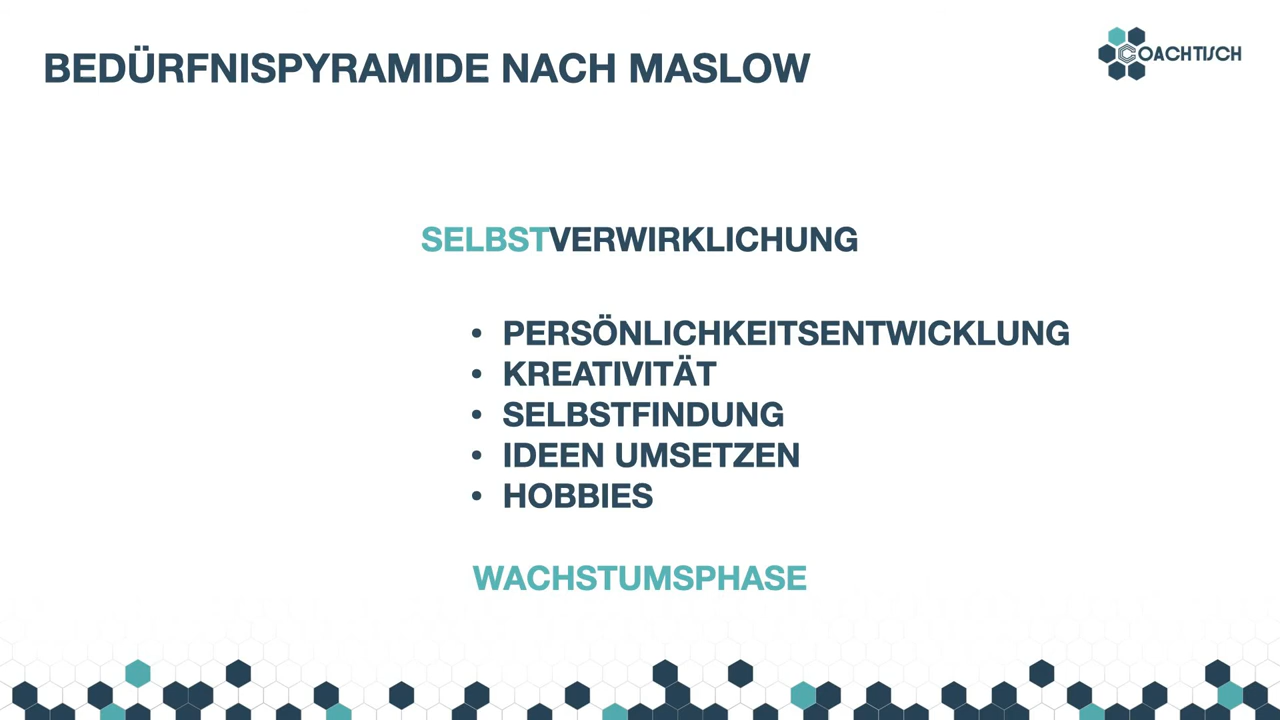 BEDÜRFNISPYRAMIDE NACH MASLOW
COACHTISCH
SELBSTVERWIRKLICHUNG
• PERSÖNLICHKEITSENTWICKLUNG
• KREATIVITÄT
• SELBSTFINDUNG
• IDEEN UMSETZEN
• HOBBIES
WACHSTUMSPHASE